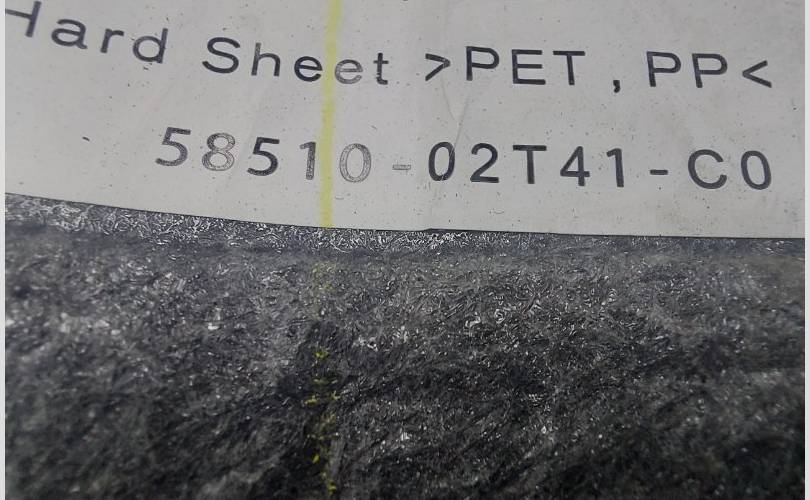 Hard Sheet >PET, PP<
58510-02T41-C0